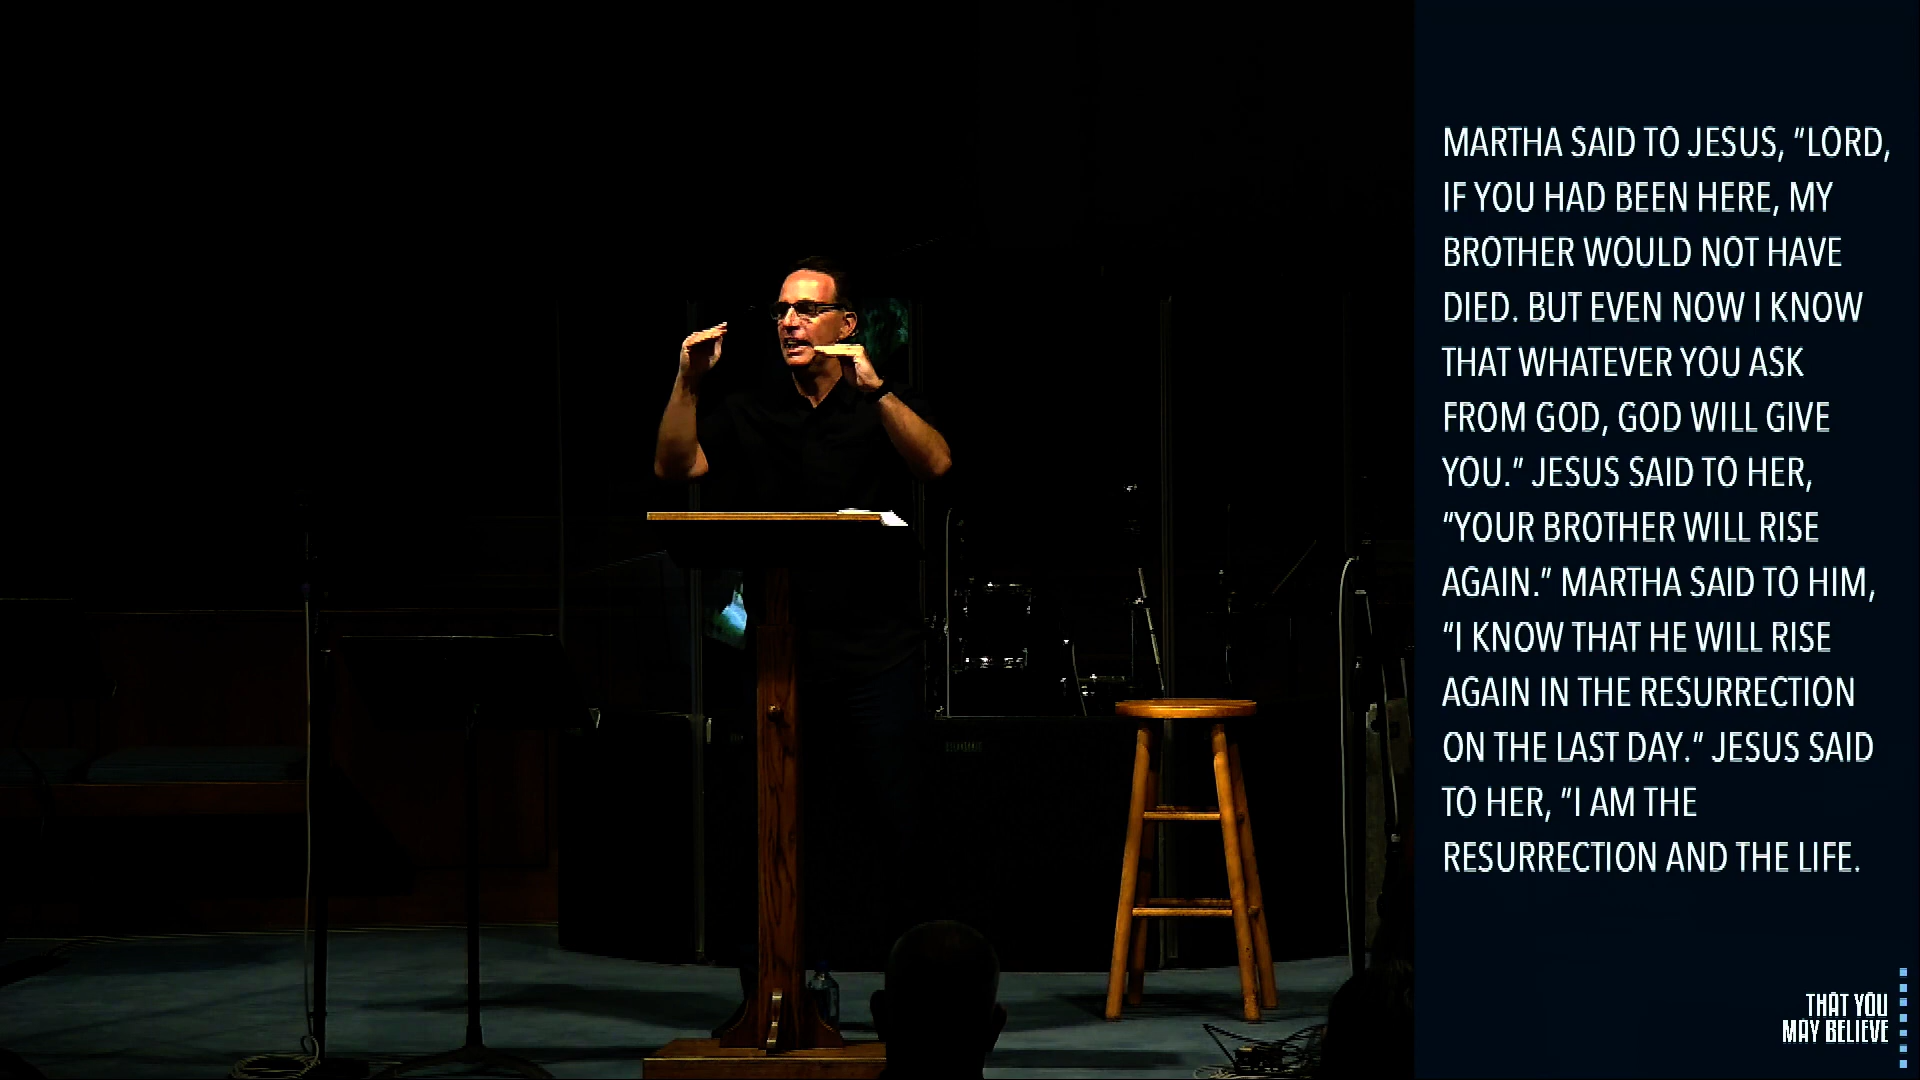 MARTHA SAID TO JESUS, “LORD,
IF YOU HAD BEEN HERE, MY
BROTHER WOULD NOT HAVE
DIED. BUT EVEN NOW I KNOW
THAT WHATEVER YOU ASK
FROM GOD, GOD WILL GIVE
YOU.” JESUS SAID TO HER,
“YOUR BROTHER WILL RISE
AGAIN.” MARTHA SAID TO HIM,
“I KNOW THAT HE WILL RISE
AGAIN IN THE RESURRECTION
ON THE LAST DAY.” JESUS SAID
TO HER, “I AM THE
RESURRECTION AND THE LIFE.
THAT YOU
MAY BELIEVE